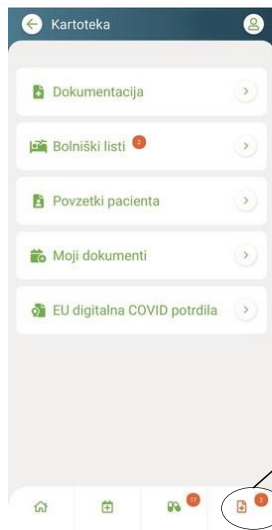 Kartoteka
Dokumentacija
Bolniški listi 2
Povzetki pacienta
Moji dokumenti
EU digitalna COVID potrdila
17 2